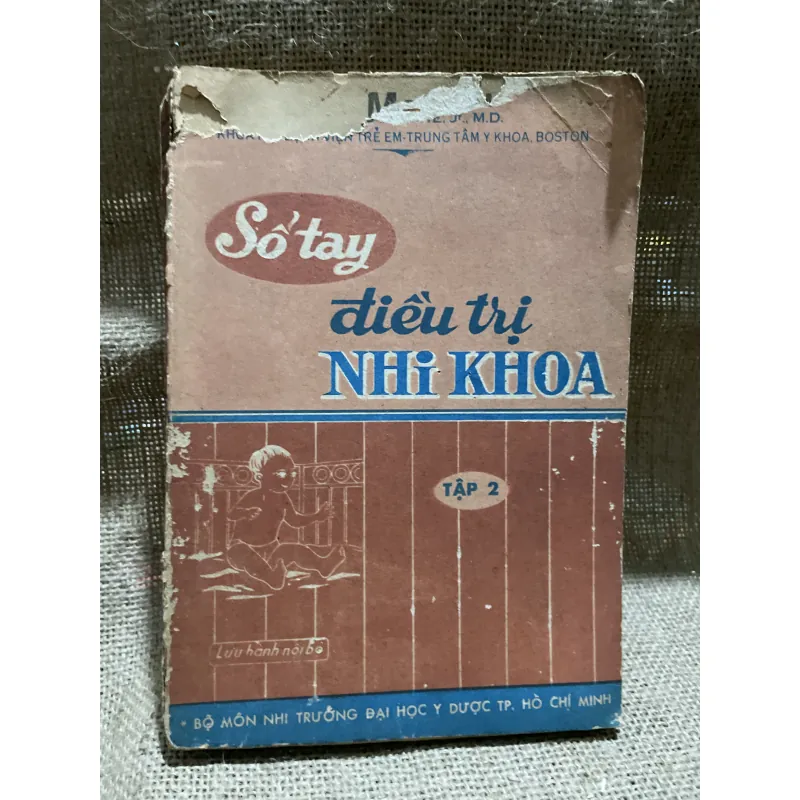 M.D.
VIỆN TRẺ EM-TRUNG TÂM Y KHOA, BOSTON
Sổ tay
điều trị
NHi KHOA
TẬP 2
Lưu hành nội bộ
* BỘ MÔN NHI TRƯỜNG ĐẠI HỌC Y DƯỢC TP. HỒ CHÍ MINH